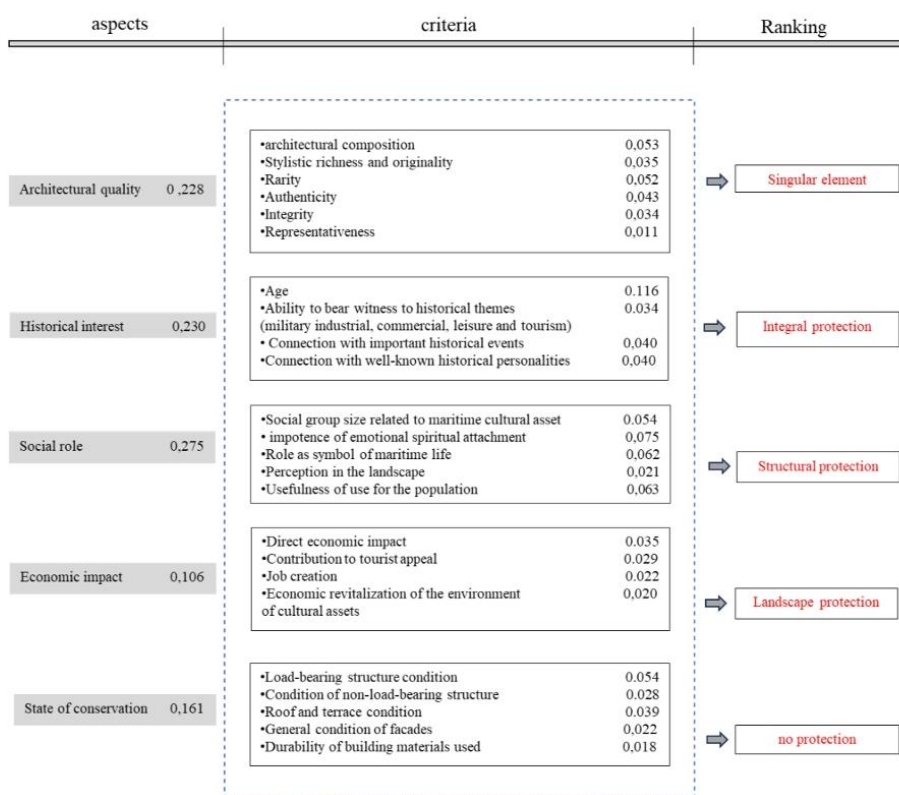 aspects criteria Ranking
Architectural quality 0 ,228
•architectural composition 0,053
•Stylistic richness and originality 0,035
•Rarity 0,052
•Authenticity 0,043
•Integrity 0,034
•Representativeness 0,011
Singular element
Historical interest 0,230
•Age 0.116
•Ability to bear witness to historical themes 0.034
(military industrial, commercial, leisure and tourism)
• Connection with important historical events 0,040
•Connection with well-known historical personalities 0,040
Integral protection
Social role 0,275
•Social group size related to maritime cultural asset 0.054
• impotence of emotional spiritual attachment 0,075
•Role as symbol of maritime life 0,062
•Perception in the landscape 0,021
•Usefulness of use for the population 0,063
Structural protection
Economic impact 0,106
•Direct economic impact 0.035
•Contribution to tourist appeal 0.029
•Job creation 0.022
•Economic revitalization of the environment 0,020
of cultural assets
Landscape protection
State of conservation 0,161
•Load-bearing structure condition 0.054
•Condition of non-load-bearing structure 0.028
•Roof and terrace condition 0.039
•General condition of facades 0,022
•Durability of building materials used 0,018
no protection